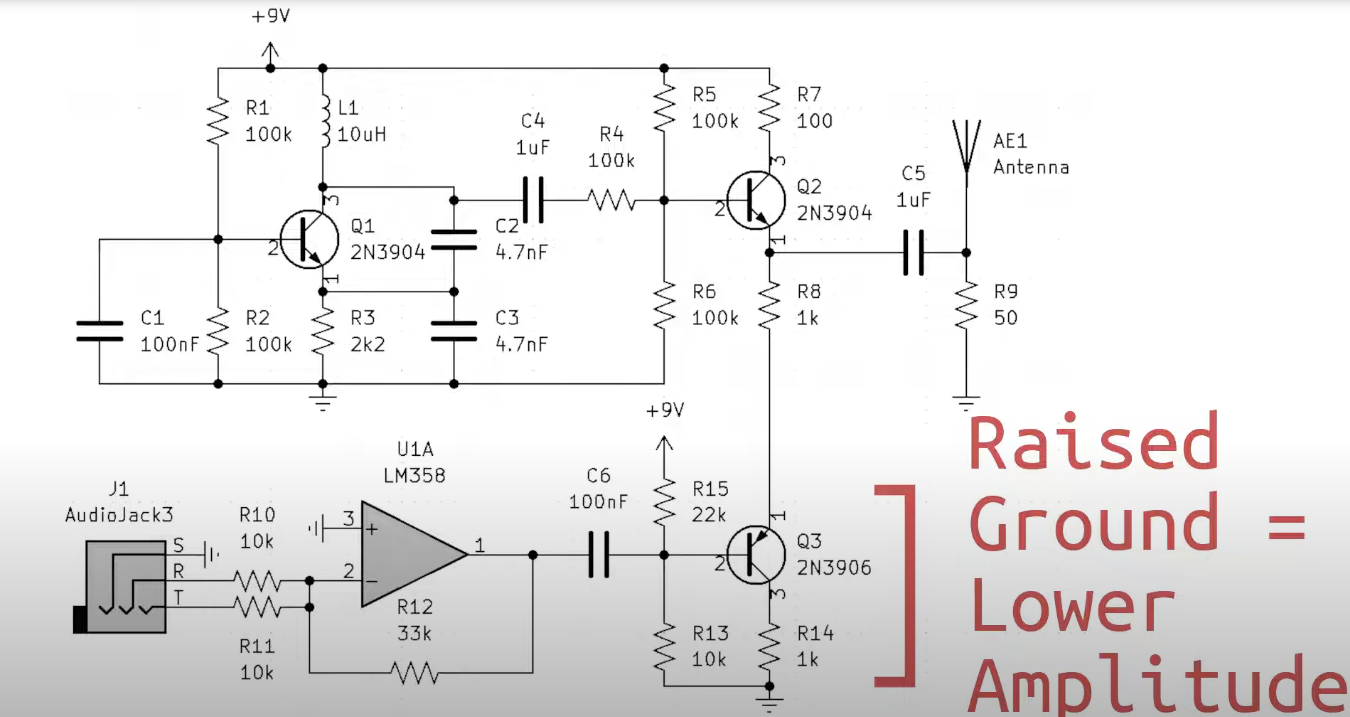 +9V
R1
100k
L1
10uH
C4
1uF
R4
100k
R5
100k
R7
100
AE1
Antenna
3
Q1
2N3904
2
1
C2
4.7nF
3
Q2
2N3904
2
1
C5
1uF
C1
100nF
R2
100k
R3
2k2
C3
4.7nF
R6
100k
R8
1k
R9
50
+9V
Raised
Ground =
Lower
Amplitude
J1
AudioJack3
S
R
T
R10
10k
R11
10k
U1A
LM358
3
+
2
-
1
R12
33k
C6
100nF
R15
22k
1
Q3
2N3906
2
3
R13
10k
R14
1k